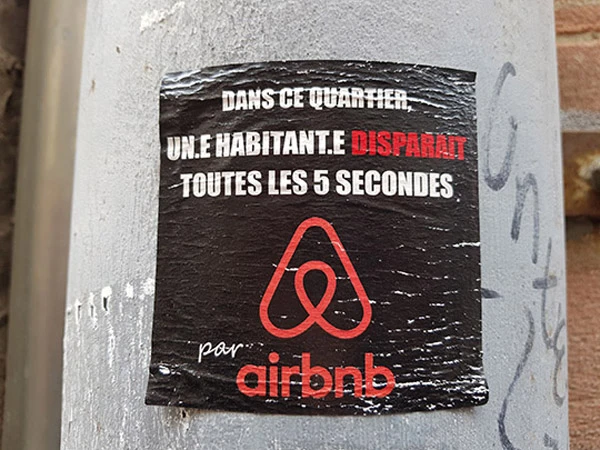 DANS CE QUARTIER,
UN.E HABITANT.E DISPARAIT
TOUTES LES 5 SECONDES
par
airbnb